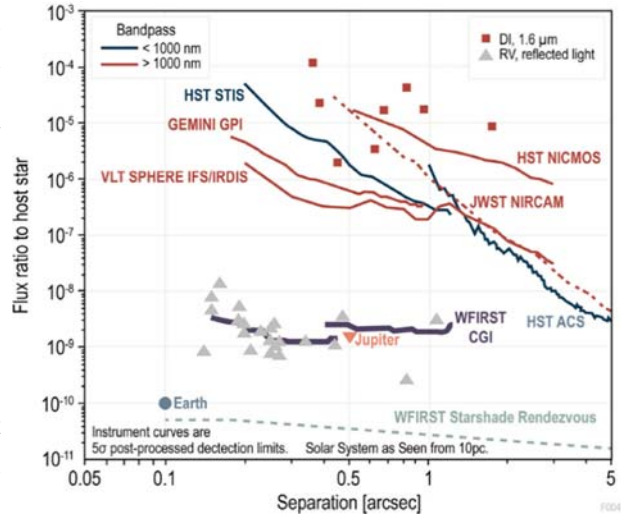 10-3
10-4
10-5
10-6
10-7
10-8
10-9
10-10
10-11
Flux ratio to host star
Bandpass
< 1000 nm
> 1000 nm
DI, 1.6 µm
RV, reflected light
HST STIS
GEMINI GPI
VLT SPHERE IFS/IRDIS
HST NICMOS
JWST NIRCAM
HST ACS
WFIRST
CGI
Jupiter
Earth
WFIRST Starshade Rendezvous
Instrument curves are
5σ post-processed dectection limits. Solar System as Seen from 10pc.
0.05 0.1 0.5 1 5
Separation [arcsec]
F004